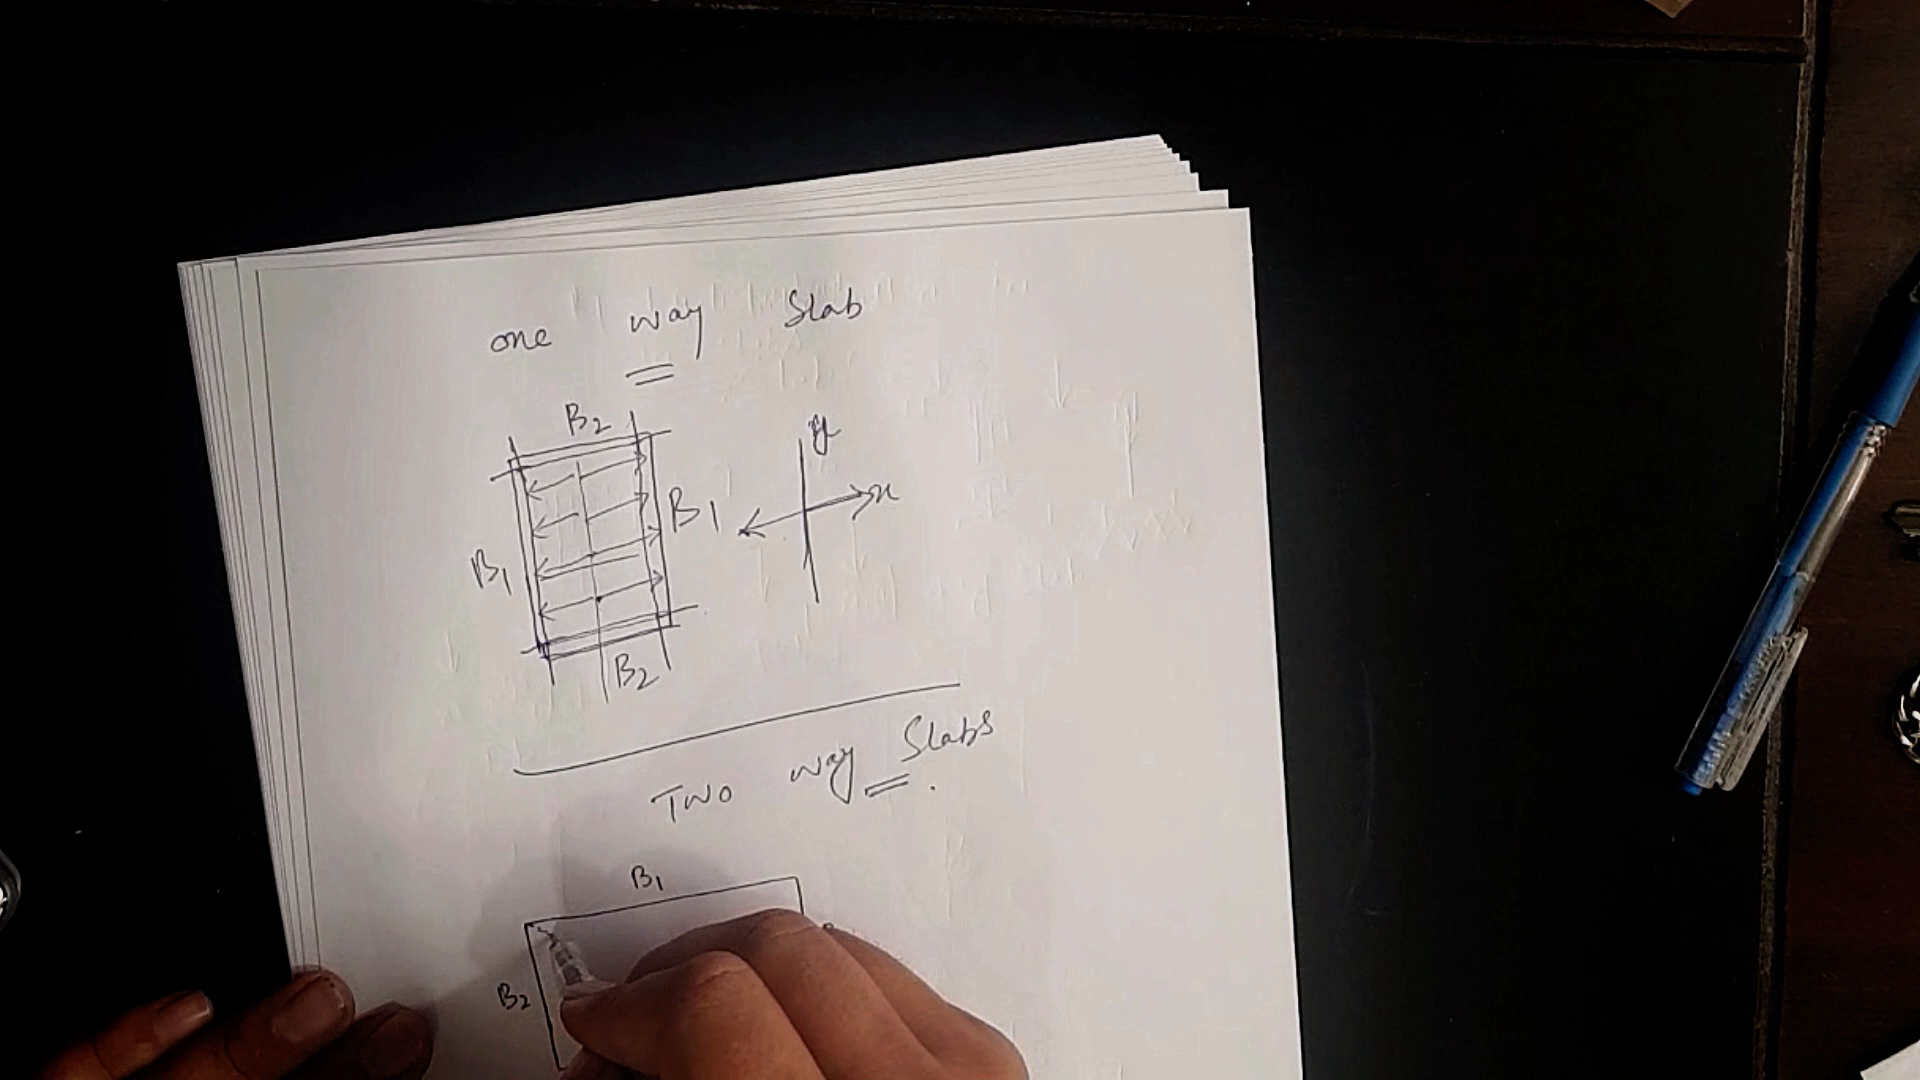 one way Slab
B2
y
B1
x
B1
B2
Two way Slabs.
B1
B2